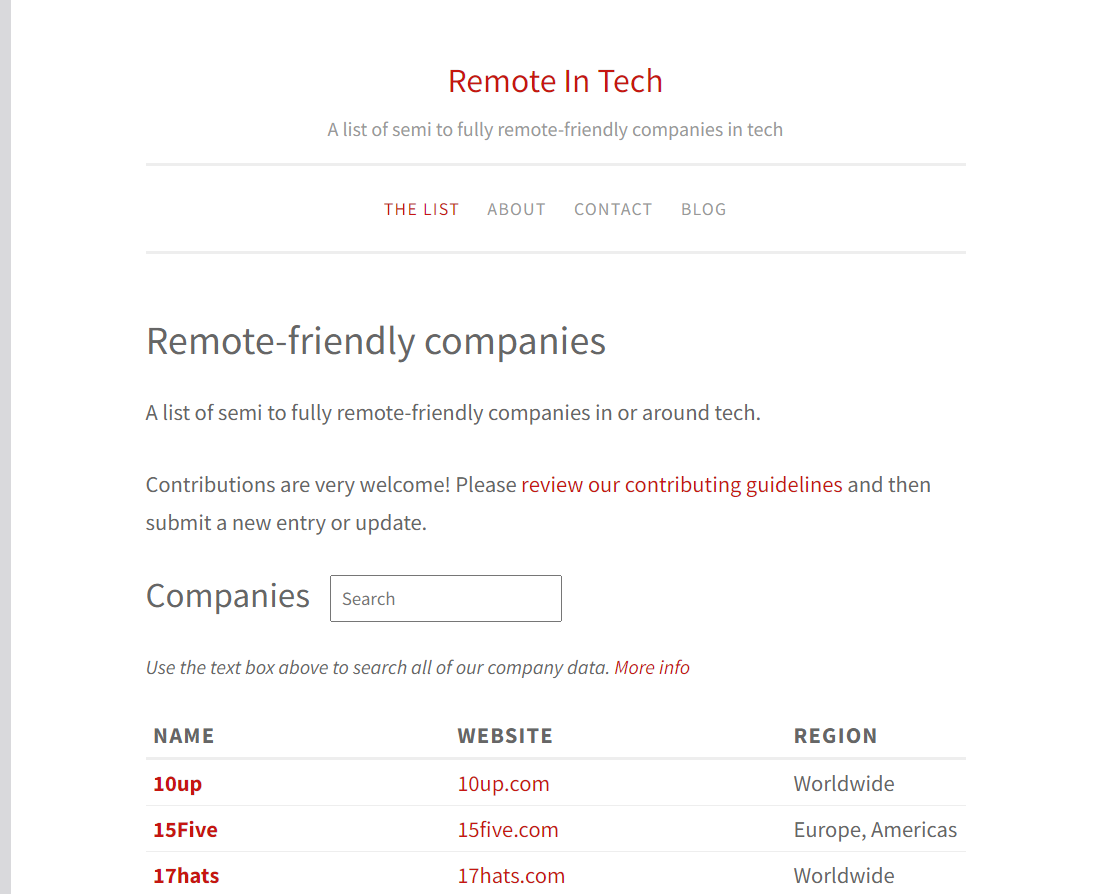 Remote In Tech
A list of semi to fully remote-friendly companies in tech
THE LIST ABOUT CONTACT BLOG
Remote-friendly companies
A list of semi to fully remote-friendly companies in or around tech.
Contributions are very welcome! Please review our contributing guidelines and then
submit a new entry or update.
Companies Search
Use the text box above to search all of our company data. More info
NAME WEBSITE REGION
10up 10up.com Worldwide
15Five 15five.com Europe, Americas
17hats 17hats.com Worldwide